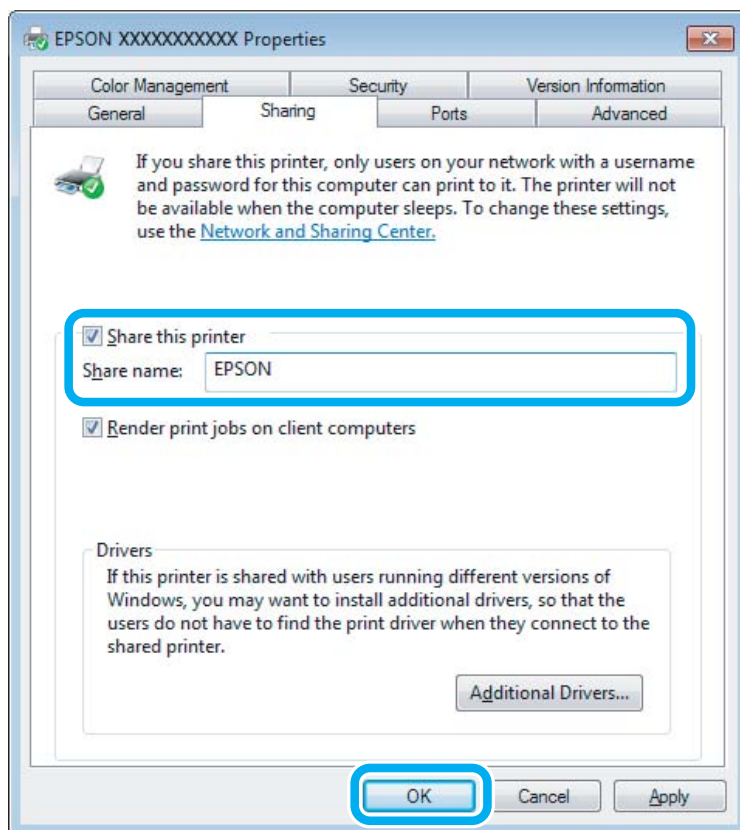 EPSON XXXXXXXXXXX Properties
Color Management Security Version Information
General Sharing Ports Advanced
If you share this printer, only users on your network with a username
and password for this computer can print to it. The printer will not
be available when the computer sleeps. To change these settings,
use the Network and Sharing Center.
Share this printer
Share name: EPSON
Render print jobs on client computers
Drivers
If this printer is shared with users running different versions of
Windows, you may want to install additional drivers, so that the
users do not have to find the print driver when they connect to the
shared printer.
Additional Drivers...
OK Cancel Apply